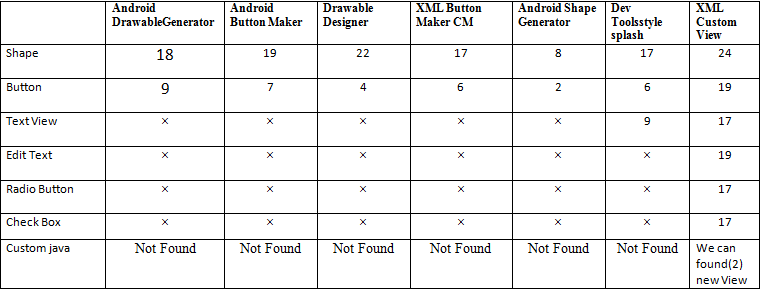 Android DrawableGenerator Android Button Maker Drawable Designer XML Button Maker CM Android Shape Generator Dev Toolsstyle splash XML Custom View
Shape 18 19 22 17 8 17 24
Button 9 7 4 6 2 6 19
Text View × × × × × 9 17
Edit Text × × × × × × 19
Radio Button × × × × × × 17
Check Box × × × × × × 17
Custom java Not Found Not Found Not Found Not Found Not Found Not Found We can found(2) new View